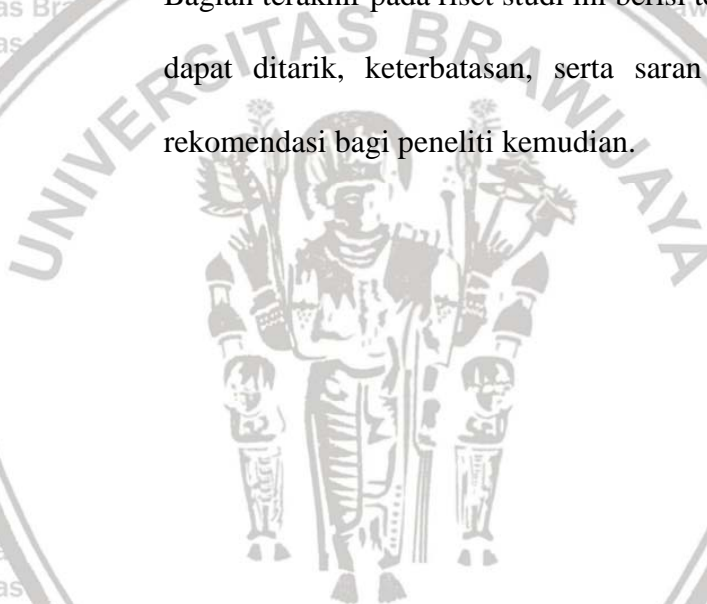 Bagian terakhir pada riset studi ini berisi
dapat ditarik, keterbatasan, serta saran
rekomendasi bagi peneliti kemudian.
UNIVERSITAS BRAWIJAYA